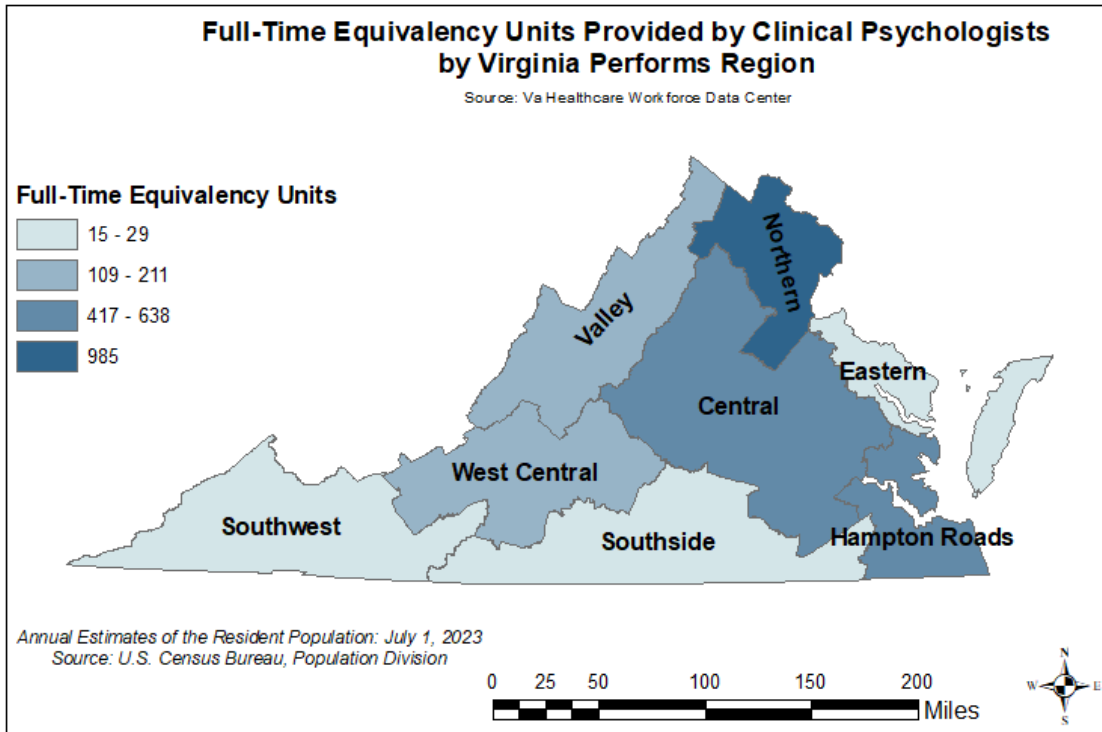 Full-Time Equivalency Units Provided by Clinical Psychologists
by Virginia Performs Region
Source: Va Healthcare Workforce Data Center
Full-Time Equivalency Units
15 - 29
109 - 211
417 - 638
985
Northern
Valley
Eastern
Central
West Central
Southwest
Southside
Hampton Roads
Annual Estimates of the Resident Population: July 1, 2023
Source: U.S. Census Bureau, Population Division
0 25 50 100 150 200
Miles
N
W E
S